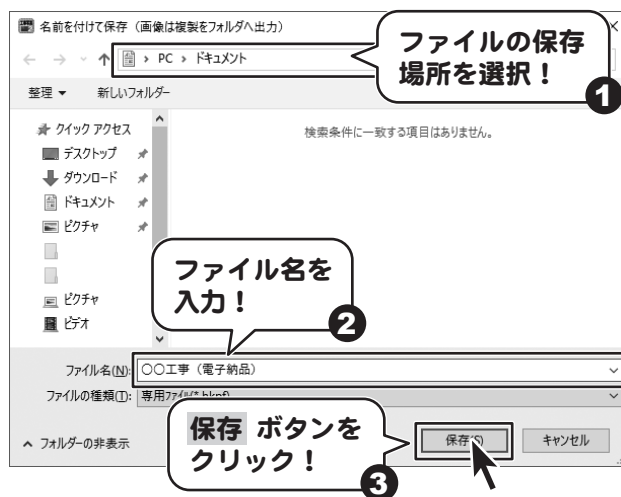 名前を付けて保存（画像は複製をフォルダへ出力）
ファイルの保存
場所を選択！
1
PC › ドキュメント
整理 新しいフォルダー
クイック アクセス
デスクトップ
ダウンロード
ドキュメント
ピクチャ
ピクチャ
ビデオ
検索条件に一致する項目はありません。
ファイル名を
入力！
2
ファイル名(N): 〇〇工事（電子納品）
ファイルの種類(T): 専用ファイル(*.bkpf)
保存 ボタンを
クリック！
3
フォルダーの非表示
保存(S) キャンセル